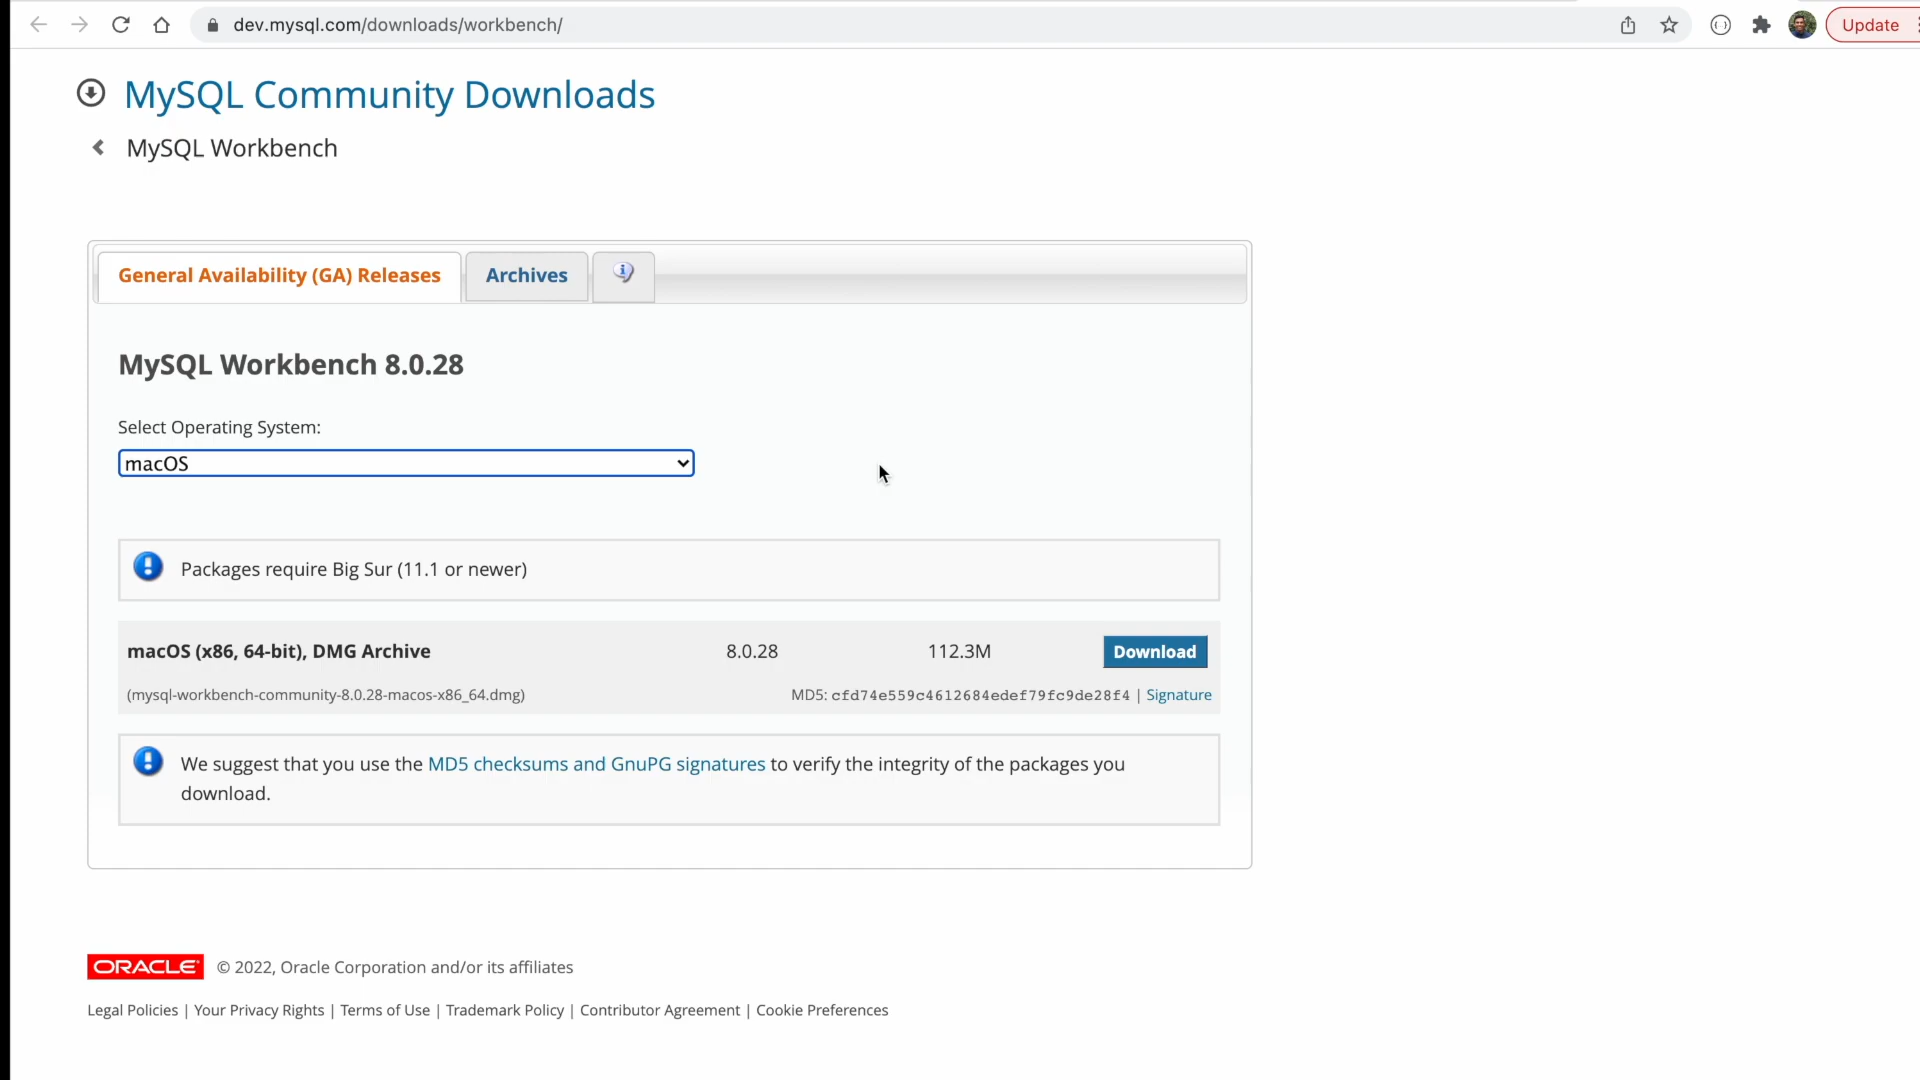 dev.mysql.com/downloads/workbench/
Update
MySQL Community Downloads
MySQL Workbench
General Availability (GA) Releases
Archives
MySQL Workbench 8.0.28
Select Operating System:
macOS
Packages require Big Sur (11.1 or newer)
macOS (x86, 64-bit), DMG Archive 8.0.28 112.3M Download
(mysql-workbench-community-8.0.28-macos-x86_64.dmg) MD5: cfd74e559c4612684edef79fc9de28f4 | Signature
We suggest that you use the MD5 checksums and GnuPG signatures to verify the integrity of the packages you
download.
ORACLE © 2022, Oracle Corporation and/or its affiliates
Legal Policies | Your Privacy Rights | Terms of Use | Trademark Policy | Contributor Agreement | Cookie Preferences